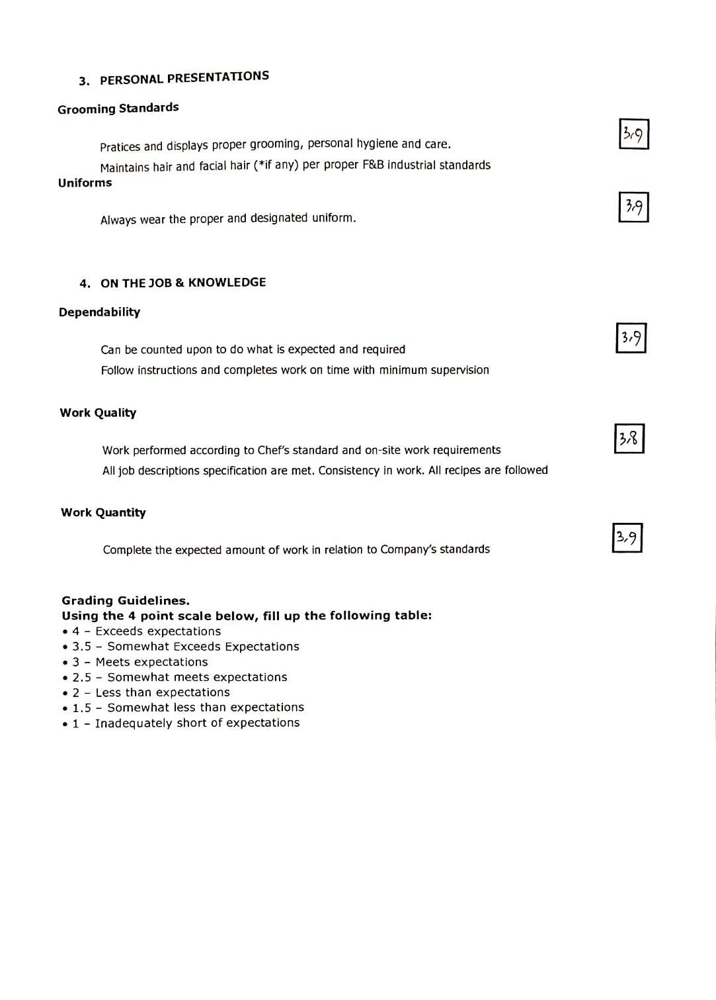 3. PERSONAL PRESENTATIONS
Grooming Standards
3,9
Pratices and displays proper grooming, personal hygiene and care.
Maintains hair and facial hair (*if any) per proper F&B industrial standards
Uniforms
3,9
Always wear the proper and designated uniform.
4. ON THE JOB & KNOWLEDGE
Dependability
3,9
Can be counted upon to do what is expected and required
Follow instructions and completes work on time with minimum supervision
Work Quality
3,8
Work performed according to Chef's standard and on-site work requirements
All job descriptions specification are met. Consistency in work. All recipes are followed
Work Quantity
3,9
Complete the expected amount of work in relation to Company's standards
Grading Guidelines.
Using the 4 point scale below, fill up the following table:
• 4 – Exceeds expectations
• 3.5 – Somewhat Exceeds Expectations
• 3 – Meets expectations
• 2.5 – Somewhat meets expectations
• 2 – Less than expectations
• 1.5 – Somewhat less than expectations
• 1 – Inadequately short of expectations